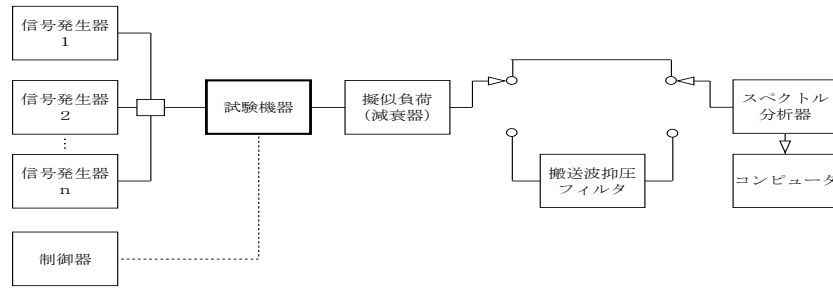 信号発生器
1
信号発生器
2
⋮
信号発生器
n
制御器
試験機器
擬似負荷
(減衰器)
搬送波抑圧
フィルタ
スペクトル
分析器
コンピュータ